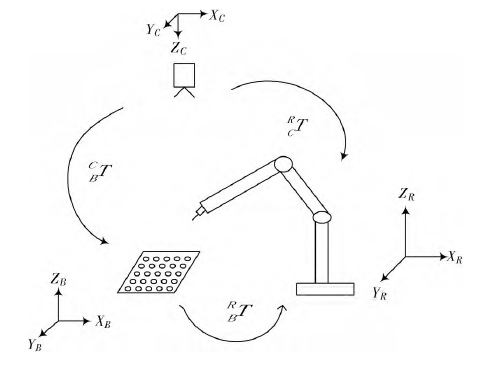 X_C
Y_C
Z_C
^R_C T
^C_B T
Z_R
X_R
Y_R
Z_B
X_B
Y_B
^R_B T